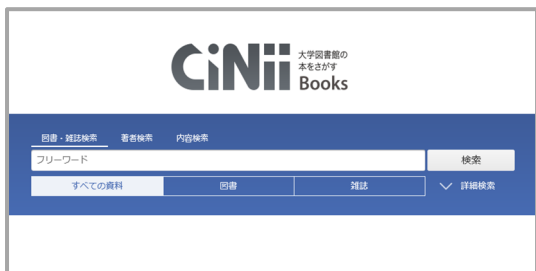 CiNii 大学図書館の
本をさがす
Books
図書・雑誌検索 著者検索 内容検索
フリーワード 検索
すべての資料 図書 雑誌 詳細検索